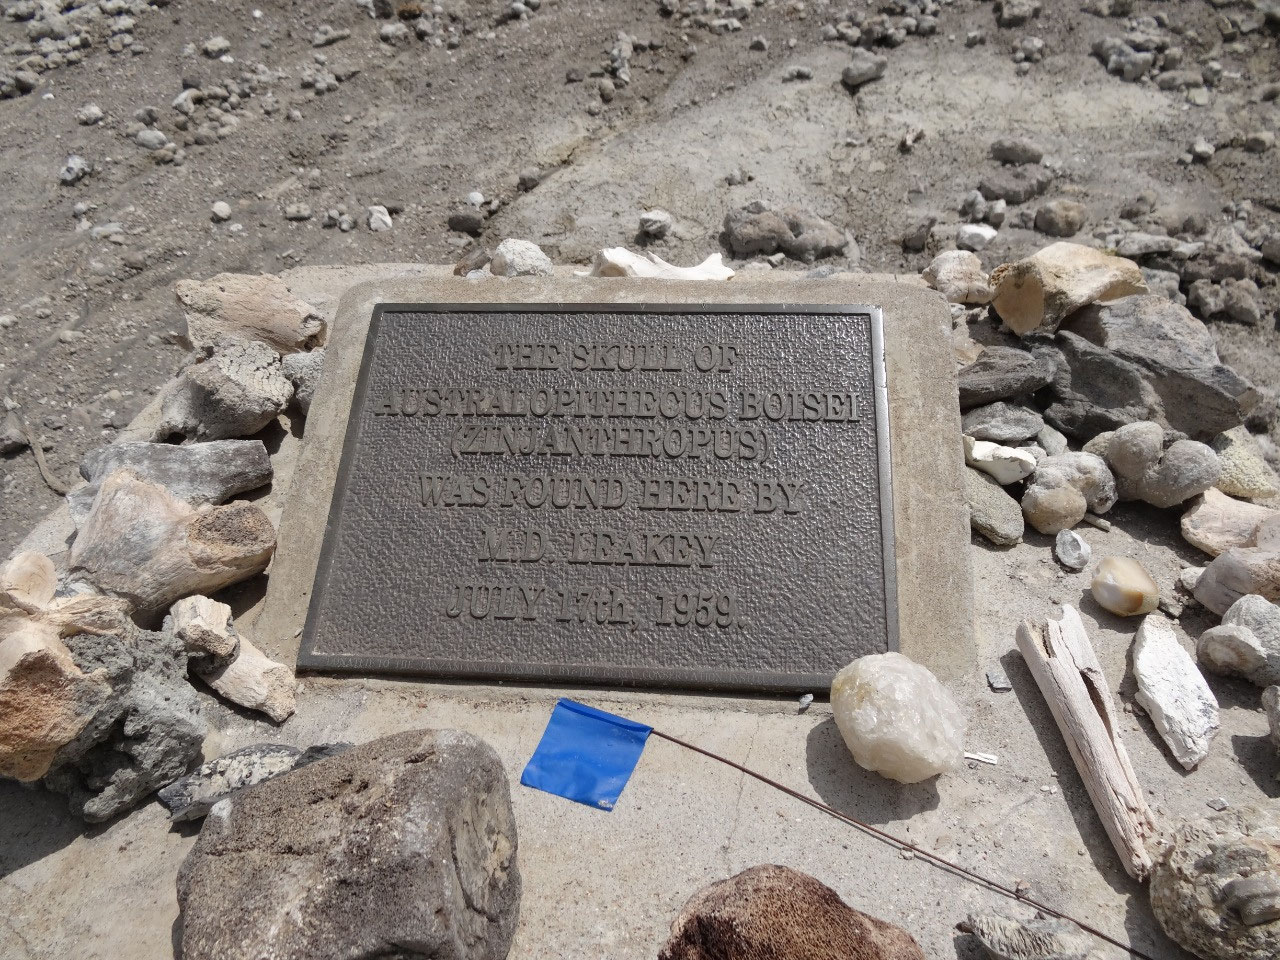 THE SKULL OF
AUSTRALOPITHECUS BOISEI
(ZINJANTHROPUS)
WAS FOUND HERE BY
M.D. LEAKEY
JULY 17th, 1959.